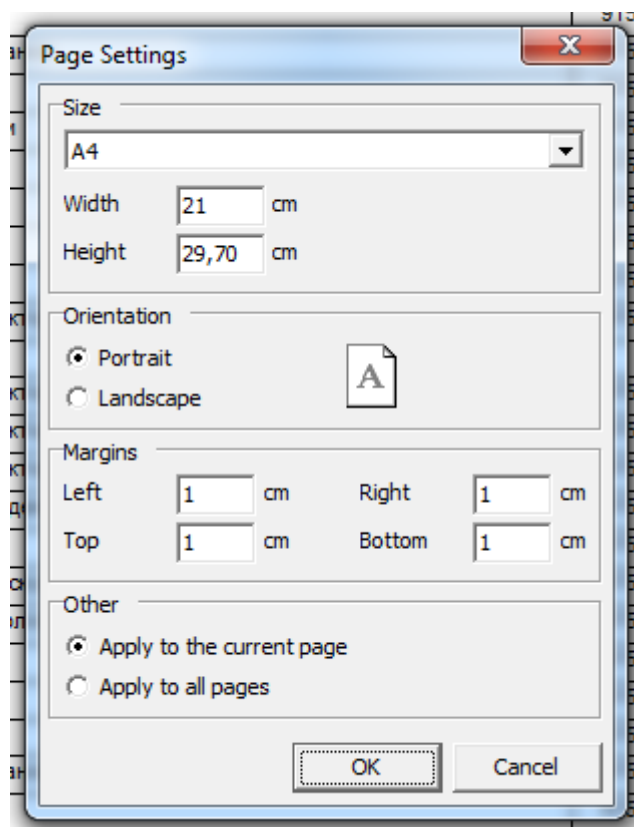 915
Page Settings
Size
A4
Width 21 cm
Height 29,70 cm
Orientation
Portrait
A
Landscape
Margins
Left 1 cm Right 1 cm
Top 1 cm Bottom 1 cm
Other
Apply to the current page
Apply to all pages
OK Cancel